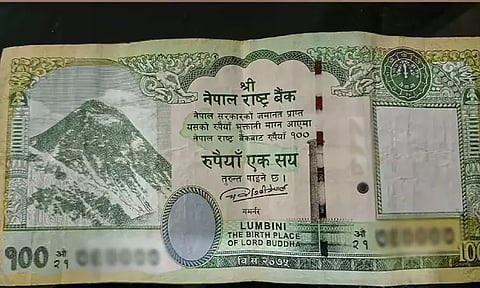 श्री
नेपाल राष्ट्र बैंक
नेपाल सरकारको जमानत प्राप्त
यसको रुपैयाँ भुक्तानी माग्न आएमा
नेपाल राष्ट्र बैंकबाट रुपैयाँ १००
रुपैयाँ एक सय
तुरुन्त पाइने छ।
गभर्नर
LUMBINI
THE BIRTH PLACE
OF LORD BUDDHA
वि सं २०७५
१००
२१
२१
100